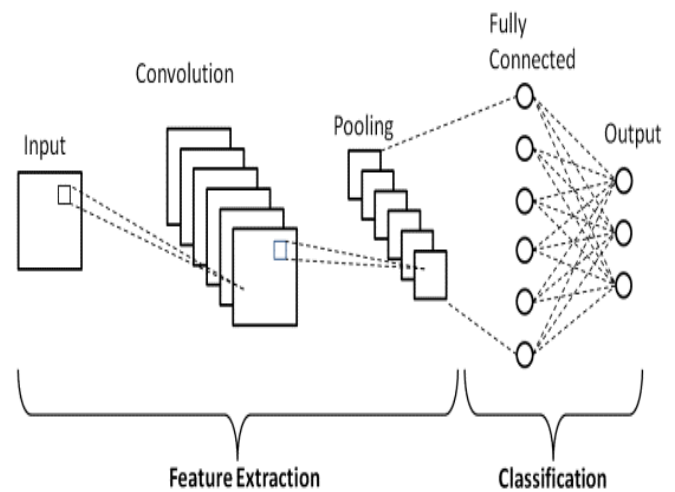 Input
Convolution
Pooling
Fully
Connected
Output
Feature Extraction
Classification